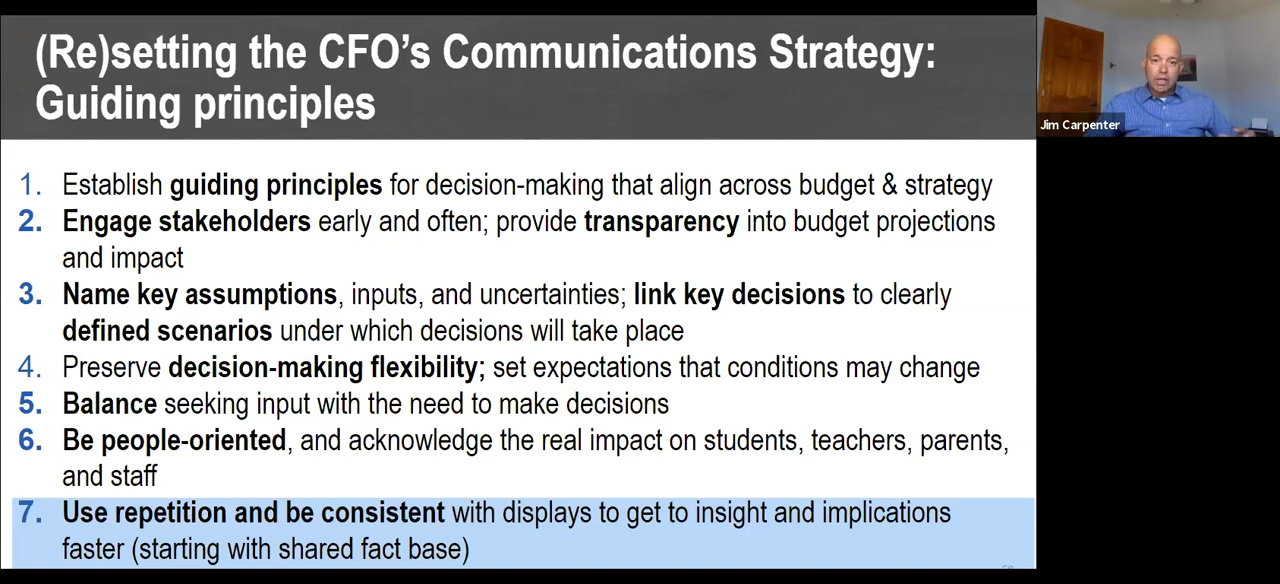 (Re)setting the CFO's Communications Strategy:
Guiding principles
Jim Carpenter
1. Establish guiding principles for decision-making that align across budget & strategy
2. Engage stakeholders early and often; provide transparency into budget projections
and impact
3. Name key assumptions, inputs, and uncertainties; link key decisions to clearly
defined scenarios under which decisions will take place
4. Preserve decision-making flexibility; set expectations that conditions may change
5. Balance seeking input with the need to make decisions
6. Be people-oriented, and acknowledge the real impact on students, teachers, parents,
and staff
7. Use repetition and be consistent with displays to get to insight and implications
faster (starting with shared fact base)